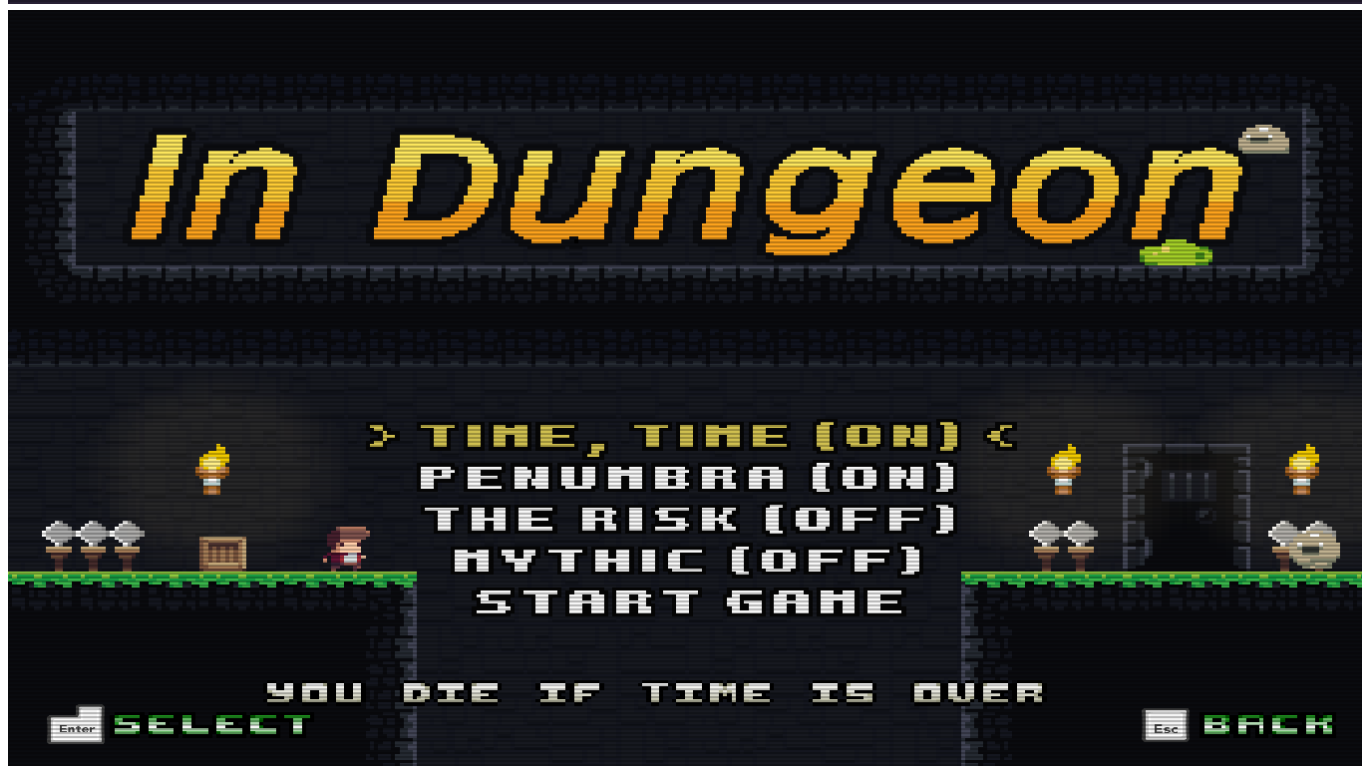 In Dungeon
> TIME, TIME (ON) <
PENUMBRA (ON)
THE RISK (OFF)
MYTHIC (OFF)
START GAME
YOU DIE IF TIME IS OVER
Enter SELECT
Esc BACK